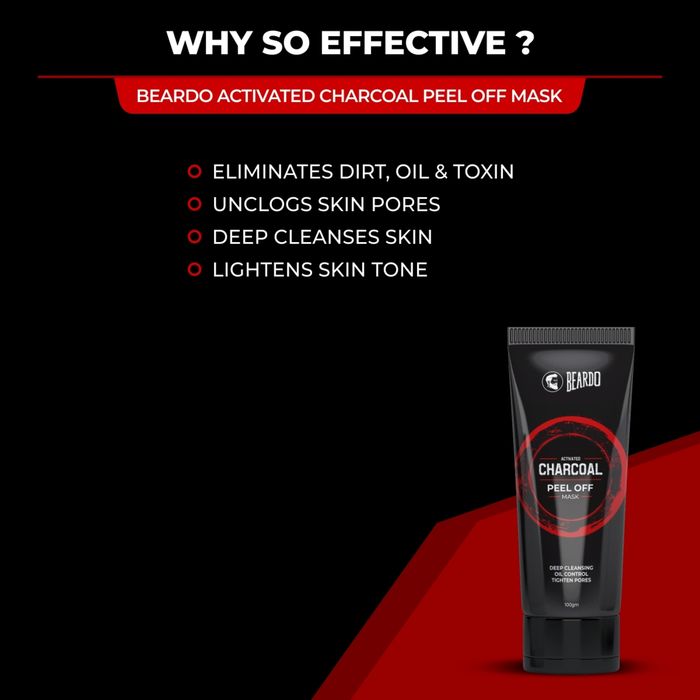 WHY SO EFFECTIVE ?
BEARDO ACTIVATED CHARCOAL PEEL OFF MASK
ELIMINATES DIRT, OIL & TOXIN
UNCLOGS SKIN PORES
DEEP CLEANSES SKIN
LIGHTENS SKIN TONE
BEARDO
ACTIVATED
CHARCOAL
PEEL OFF
MASK
DEEP CLEANSING
OIL CONTROL
TIGHTEN PORES
100gm